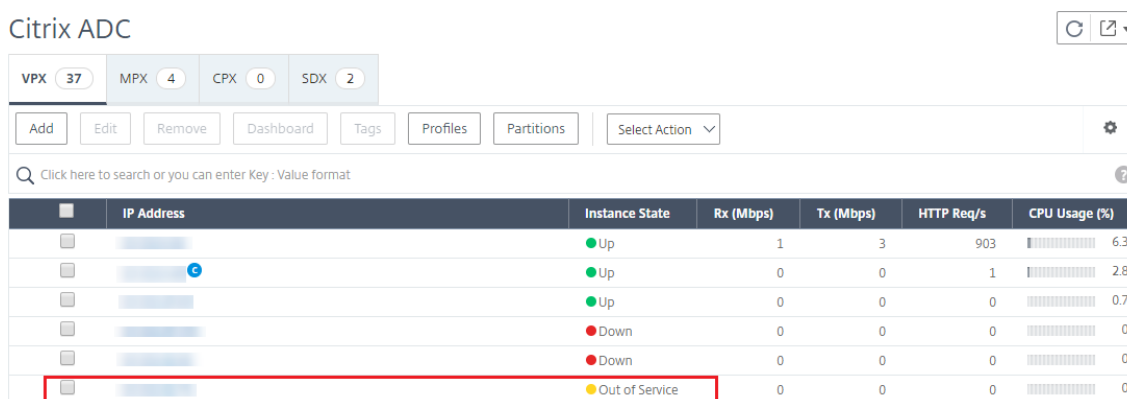 Citrix ADC
VPX 37 MPX 4 CPX 0 SDX 2
Add Edit Remove Dashboard Tags Profiles Partitions Select Action
Click here to search or you can enter Key : Value format ?
IP Address Instance State Rx (Mbps) Tx (Mbps) HTTP Req/s CPU Usage (%)
Up 1 3 903 6.3
C Up 0 0 1 2.8
Up 0 0 0 0.7
Down 0 0 0 0
Down 0 0 0 0
Out of Service 0 0 0 0